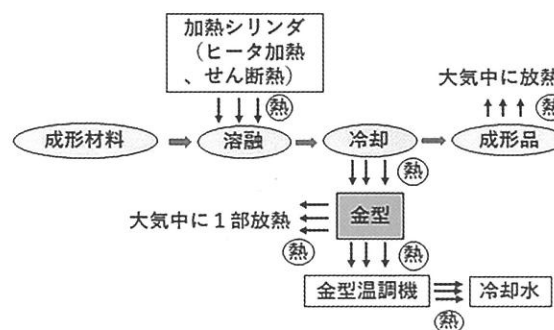 加熱シリンダ
（ヒータ加熱
、せん断熱）
熱
大気中に放熱
熱
成形材料
溶融
冷却
成形品
熱
大気中に１部放熱
金型
熱
熱
金型温調機
冷却水
熱